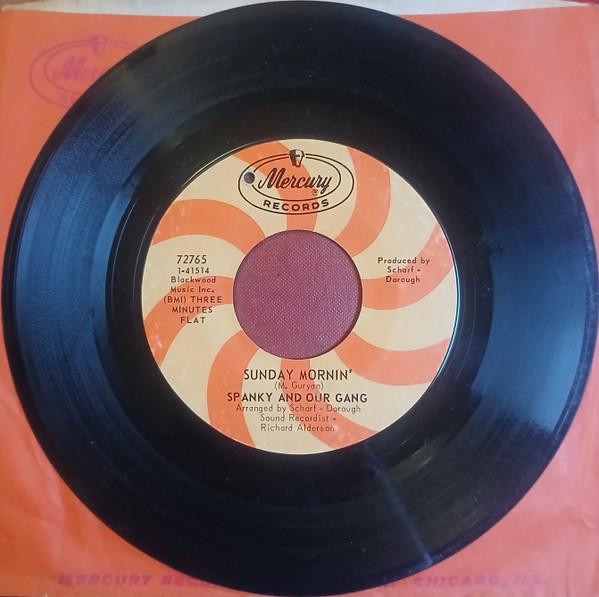 Mercury
Mercury
RECORDS
72765
1-41514
Blackwood
Music Inc.
(BMI) THREE
MINUTES
FLAT
Produced by
Scharf -
Dorough
SUNDAY MORNIN'
(M. Guryan)
SPANKY AND OUR GANG
Arranged by Scharf - Dorough
Sound Recordist -
Richard Alderson
MERCURY CHICAGO, ILL.